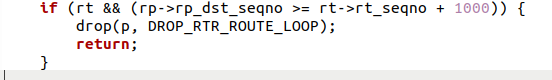 if (rt && (rp->rp_dst_seqno >= rt->rt_seqno + 1000)) {
drop(p, DROP_RTR_ROUTE_LOOP);
return;
}